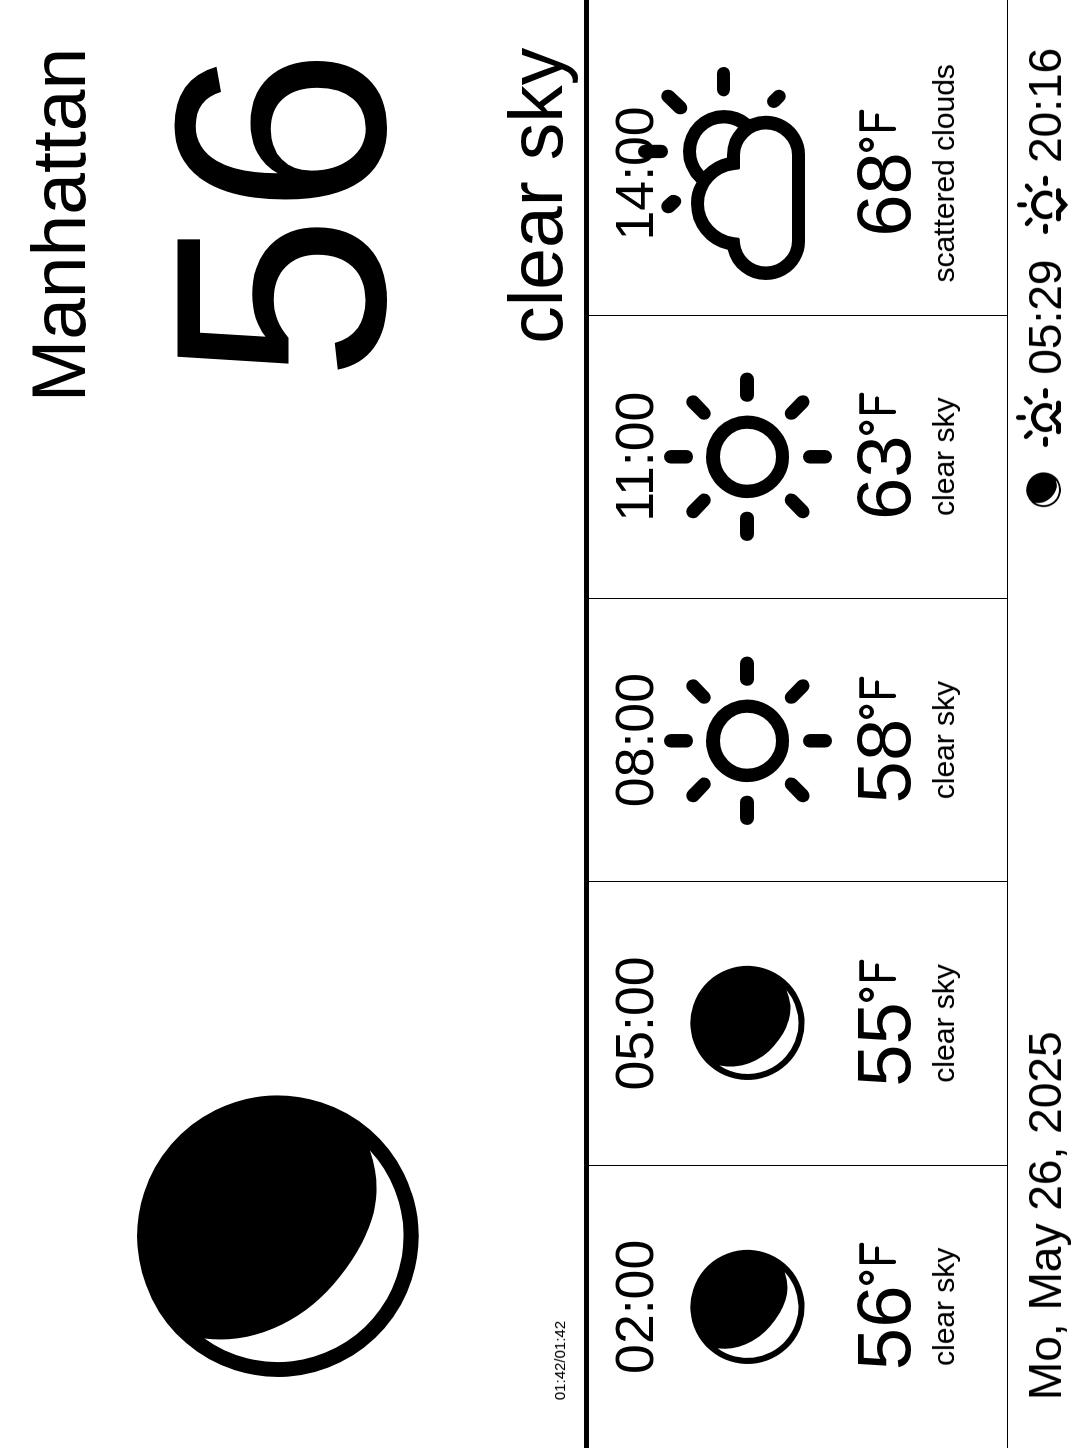 Manhattan
56
clear sky
01:42/01:42
02:00
56°F
clear sky
05:00
55°F
clear sky
08:00
58°F
clear sky
11:00
63°F
clear sky
14:00
68°F
scattered clouds
Mo, May 26, 2025
05:29
20:16